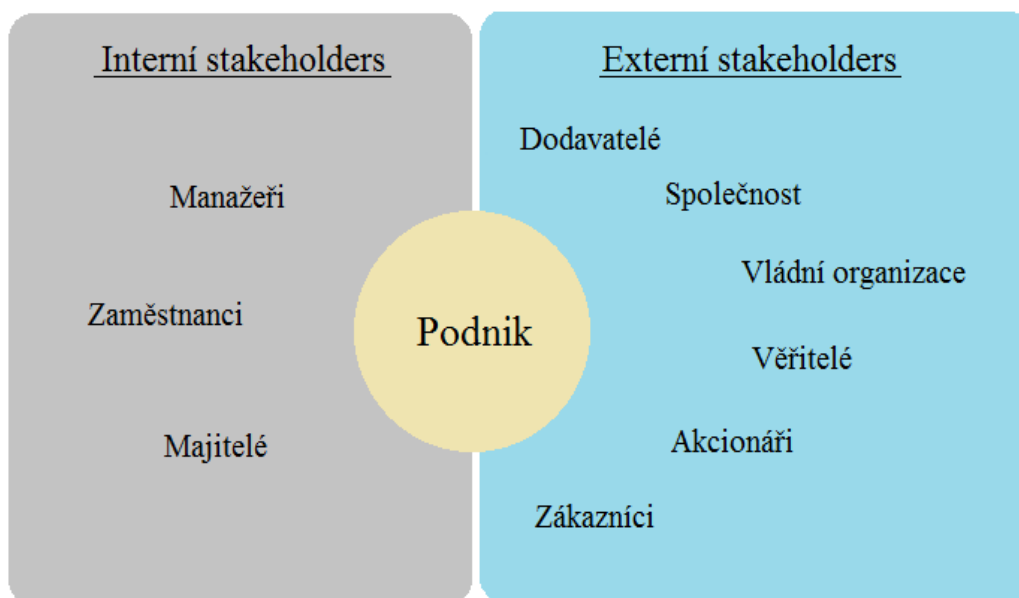 Interní stakeholders
Manažeři
Zaměstnanci
Majitelé
Podnik
Externí stakeholders
Dodavatelé
Společnost
Vládní organizace
Věřitelé
Akcionáři
Zákazníci